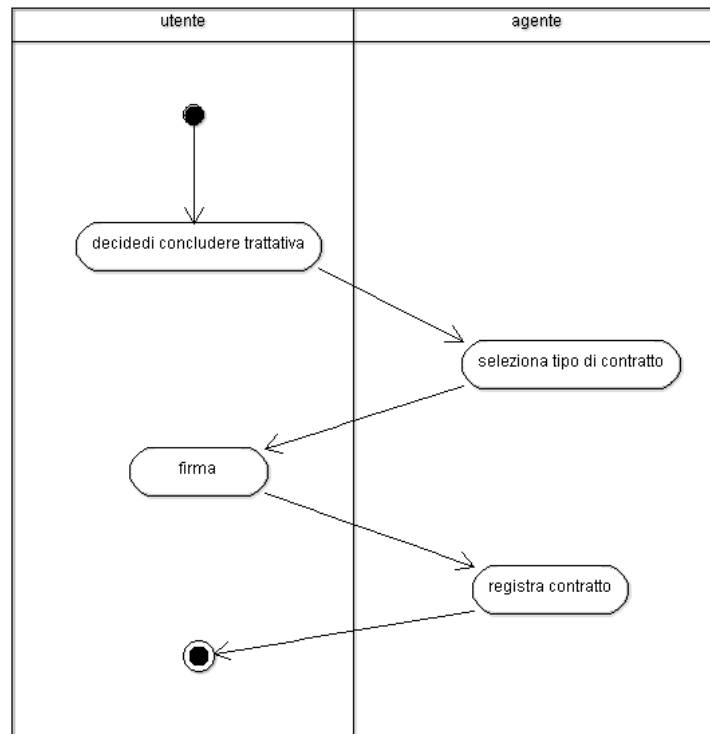 utente
agente
decidedi concludere trattativa
seleziona tipo di contratto
firma
registra contratto